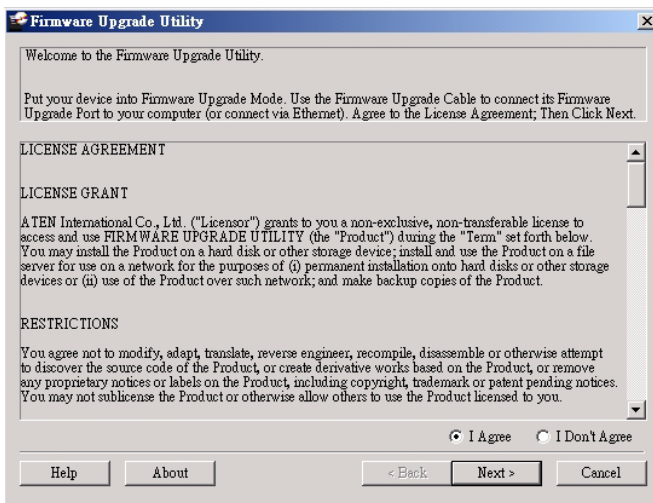 Firmware Upgrade Utility
Welcome to the Firmware Upgrade Utility.
Put your device into Firmware Upgrade Mode. Use the Firmware Upgrade Cable to connect its Firmware
Upgrade Port to your computer (or connect via Ethernet). Agree to the License Agreement; Then Click Next.
LICENSE AGREEMENT
LICENSE GRANT
ATEN International Co., Ltd. ("Licensor") grants to you a non-exclusive, non-transferable license to
access and use FIRMWARE UPGRADE UTILITY (the "Product") during the "Term" set forth below.
You may install the Product on a hard disk or other storage device; install and use the Product on a file
server for use on a network for the purposes of (i) permanent installation onto hard disks or other storage
devices or (ii) use of the Product over such network; and make backup copies of the Product.
RESTRICTIONS
You agree not to modify, adapt, translate, reverse engineer, recompile, disassemble or otherwise attempt
to discover the source code of the Product, or create derivative works based on the Product, or remove
any proprietary notices or labels on the Product, including copyright, trademark or patent pending notices.
You may not sublicense the Product or otherwise allow others to use the Product licensed to you.
I Agree I Don't Agree
Help About < Back Next > Cancel